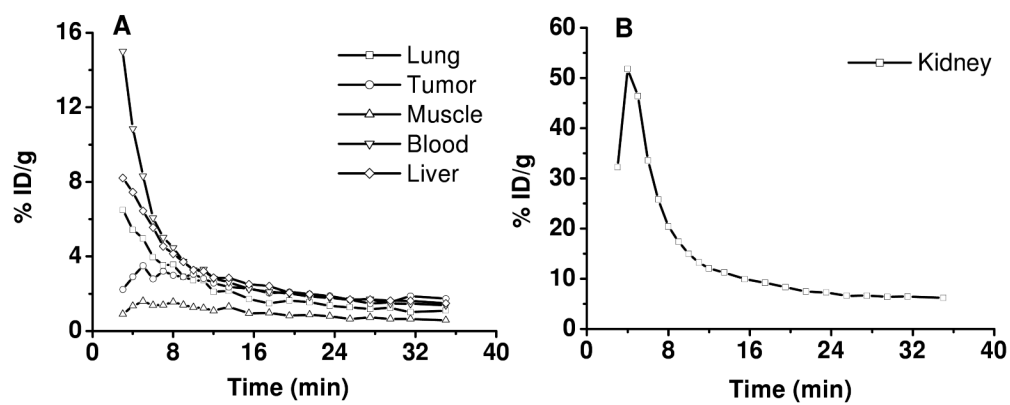 A
% ID/g
16
12
8
4
0
0 8 16 24 32 40
Time (min)
Lung
Tumor
Muscle
Blood
Liver
B
% ID/g
60
50
40
30
20
10
0
0 8 16 24 32 40
Time (min)
Kidney